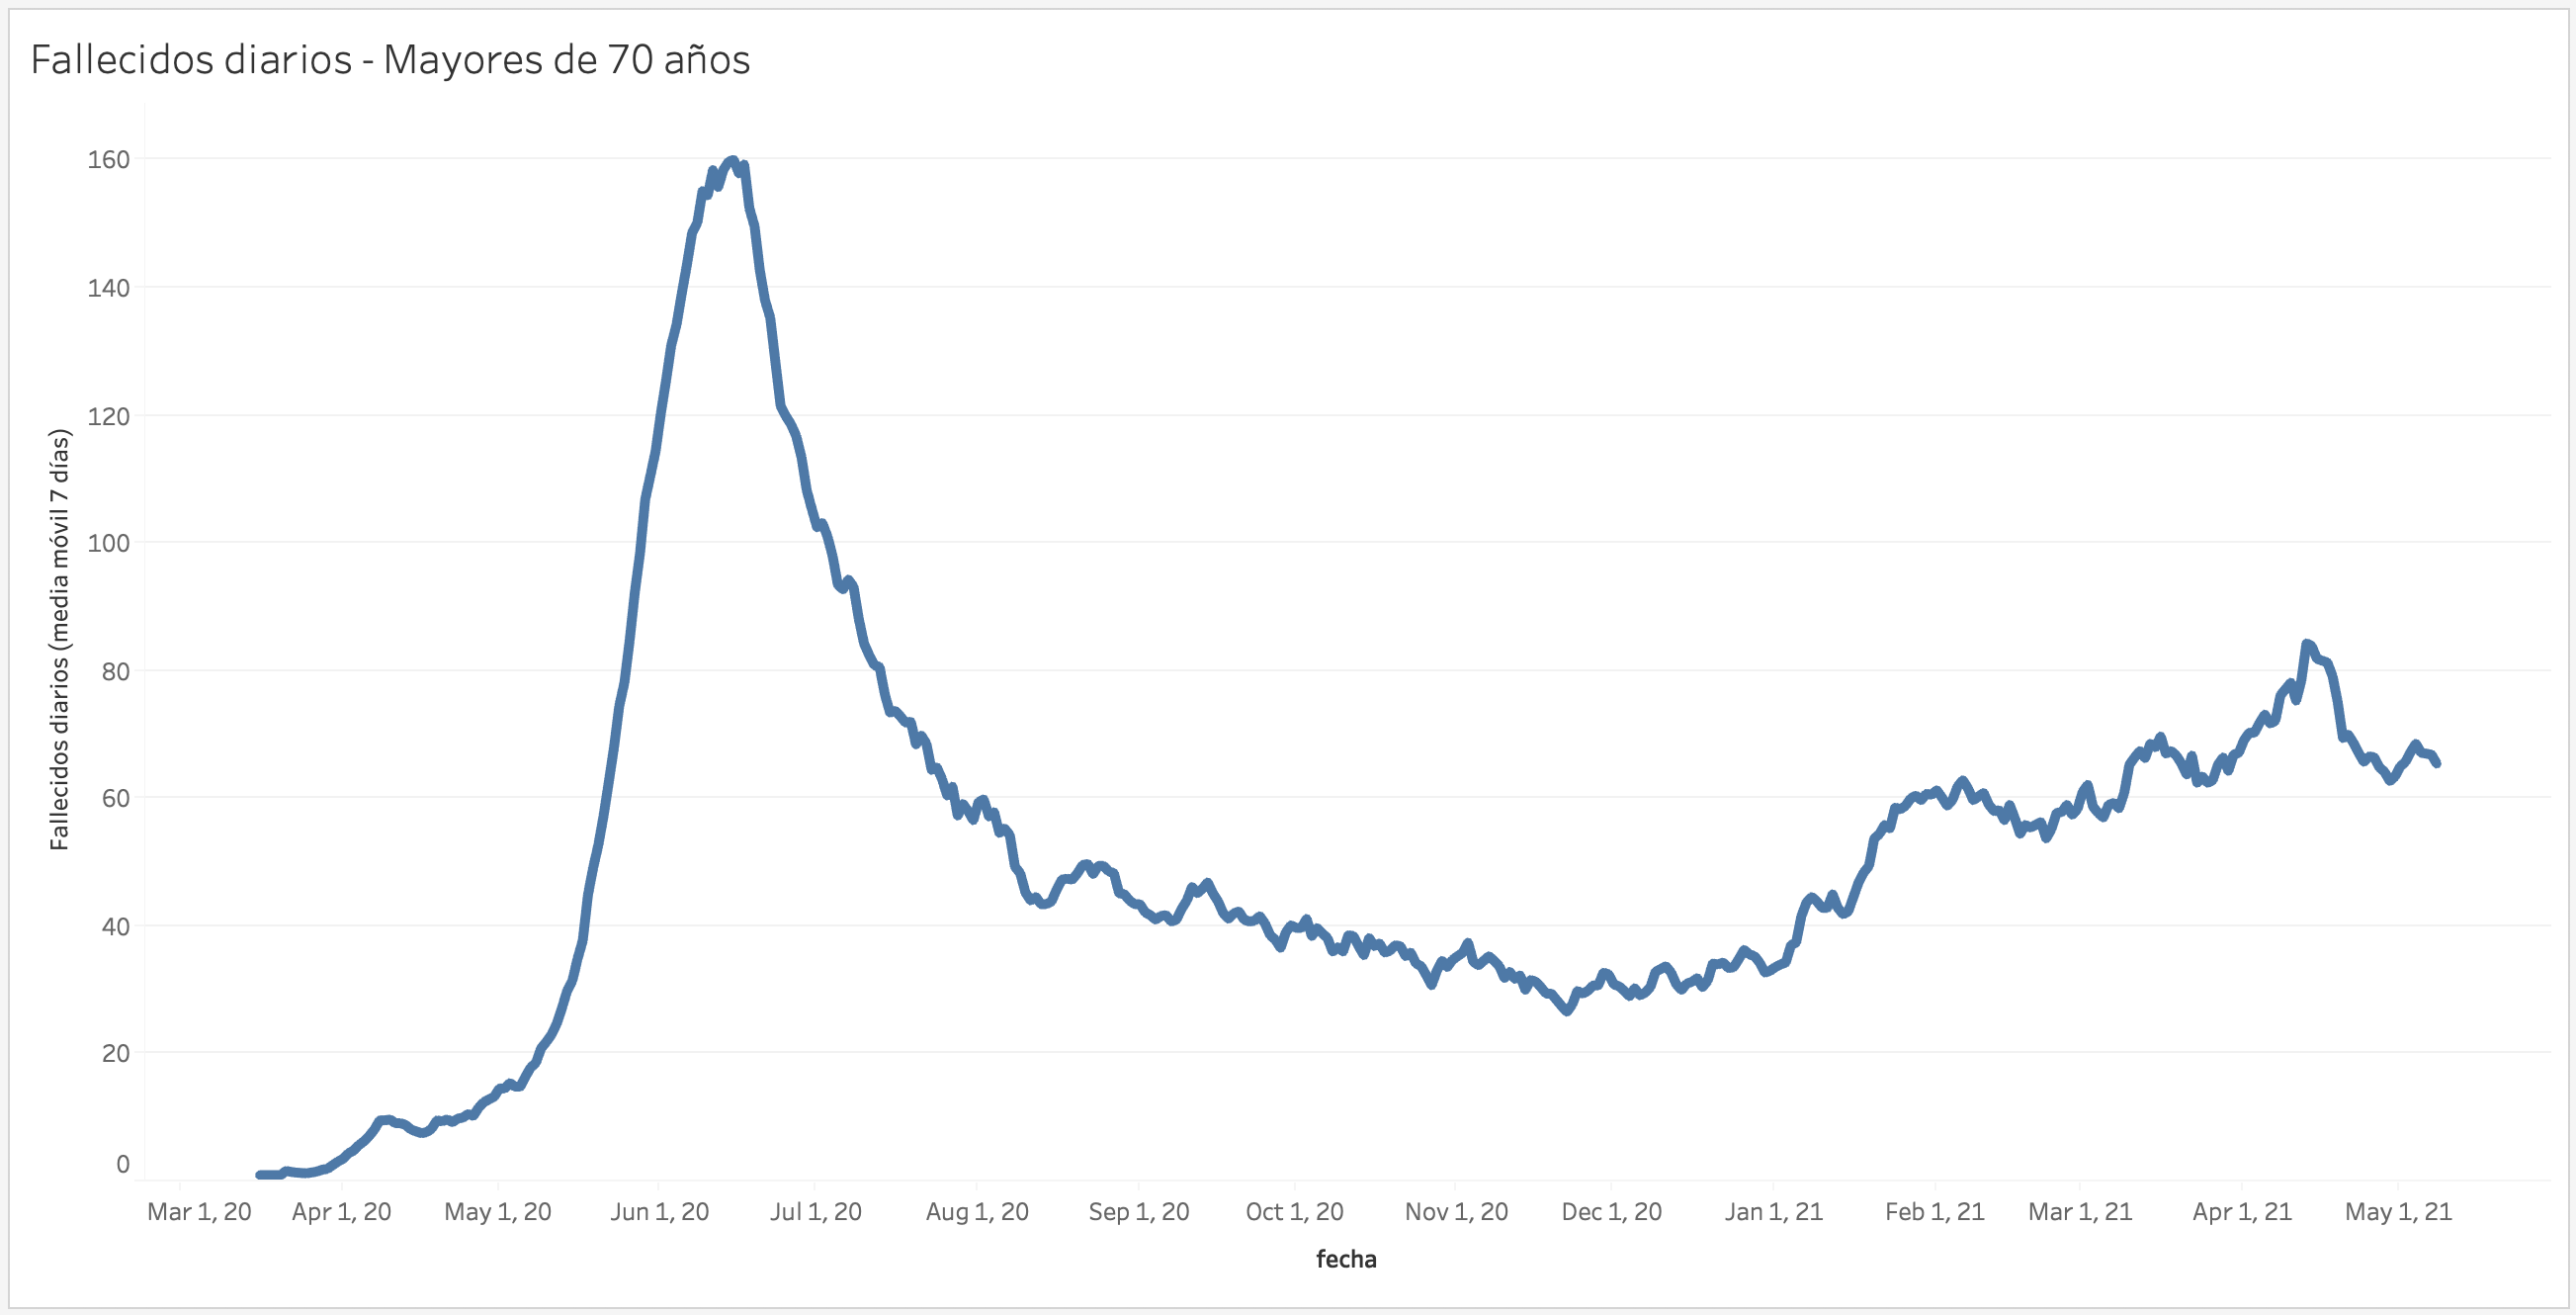 Fallecidos diarios - Mayores de 70 años
Fallecidos diarios (media móvil 7 días)
160
140
120
100
80
60
40
20
0
Mar 1, 20 Apr 1, 20 May 1, 20 Jun 1, 20 Jul 1, 20 Aug 1, 20 Sep 1, 20 Oct 1, 20 Nov 1, 20 Dec 1, 20 Jan 1, 21 Feb 1, 21 Mar 1, 21 Apr 1, 21 May 1, 21
fecha